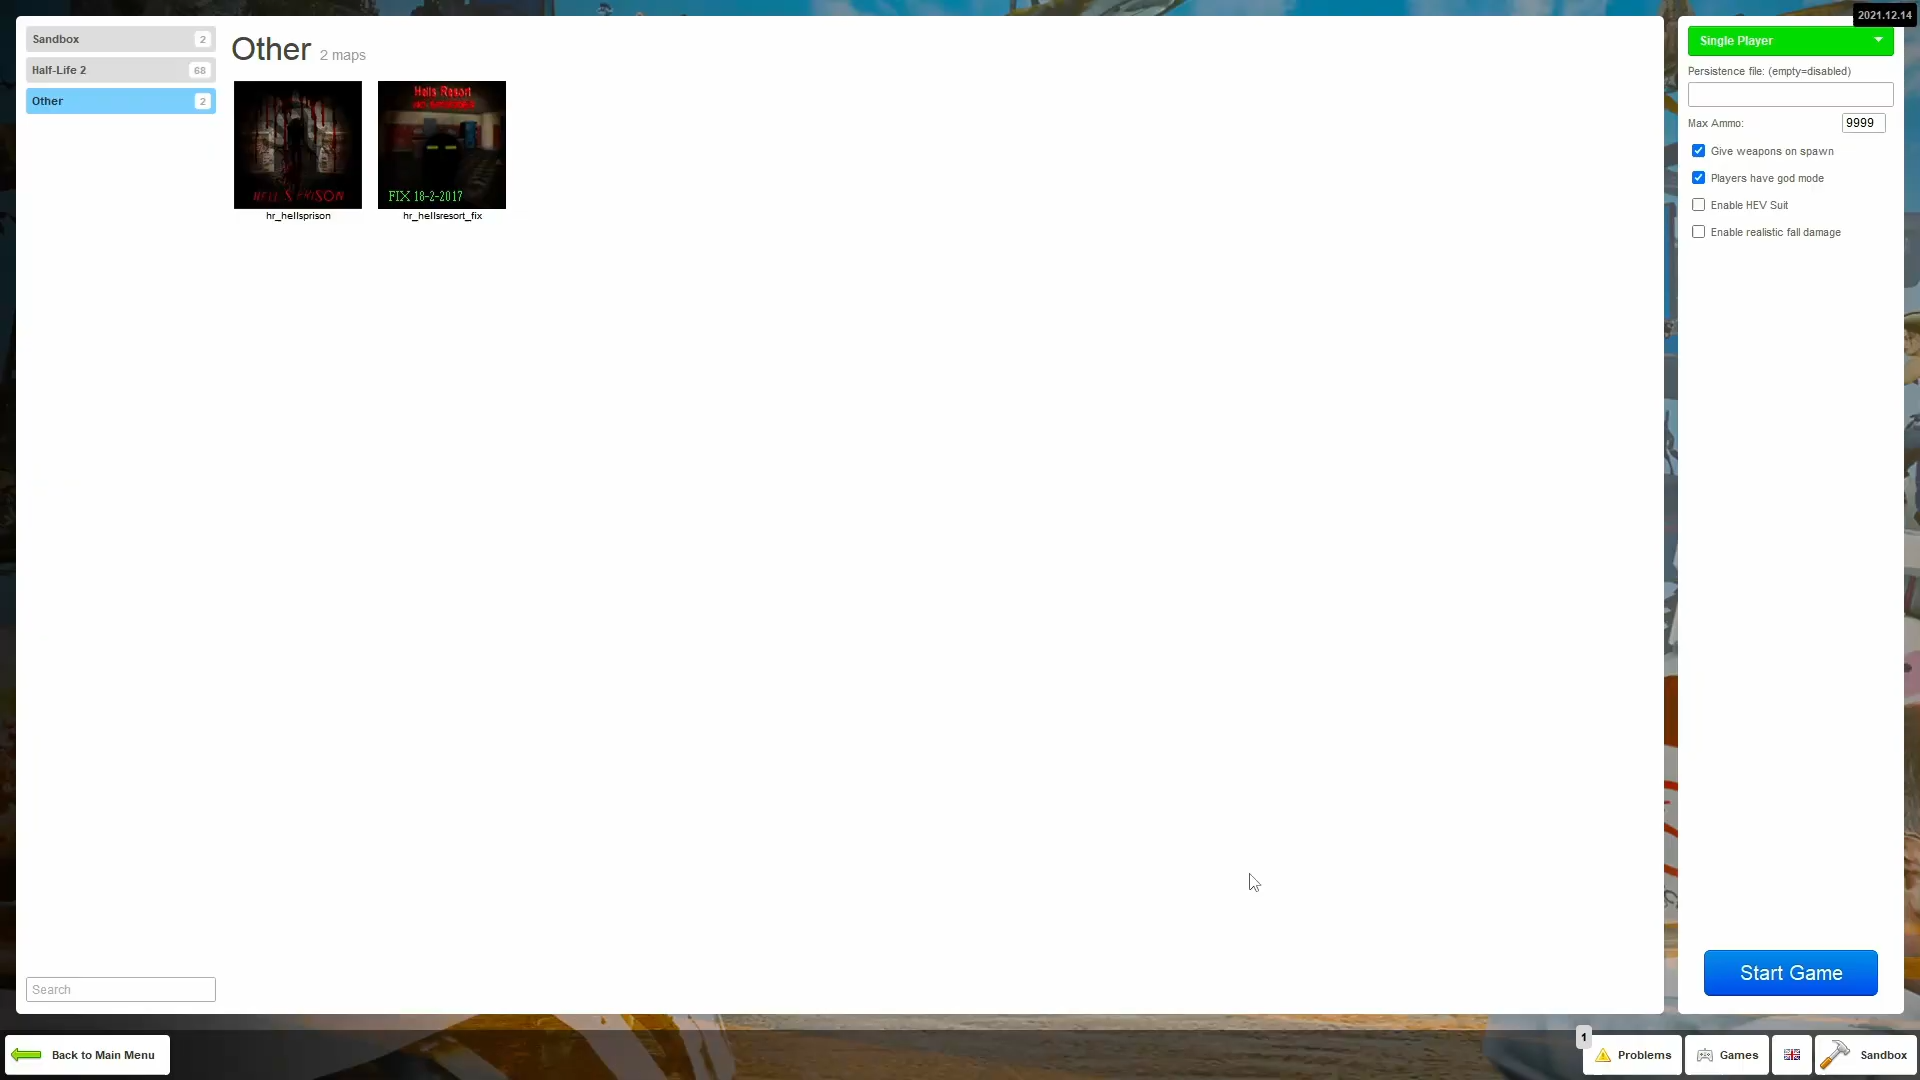 2021.12.14
Sandbox 2
Half-Life 2 68
Other 2
Other 2 maps
HELL'S PRISON
hr_hellsprison
Hells Resort
FIX 18-2-2017
hr_hellsresort_fix
Single Player
Persistence file: (empty=disabled)
Max Ammo: 9999
Give weapons on spawn
Players have god mode
Enable HEV Suit
Enable realistic fall damage
Start Game
Search
Back to Main Menu
1
Problems
Games
Sandbox